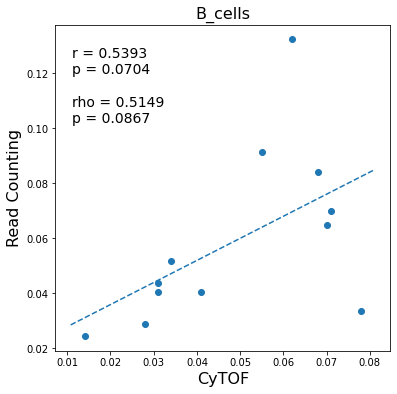 B_cells
r = 0.5393
p = 0.0704
rho = 0.5149
p = 0.0867
Read Counting
0.12
0.10
0.08
0.06
0.04
0.02
0.01 0.02 0.03 0.04 0.05 0.06 0.07 0.08
CyTOF